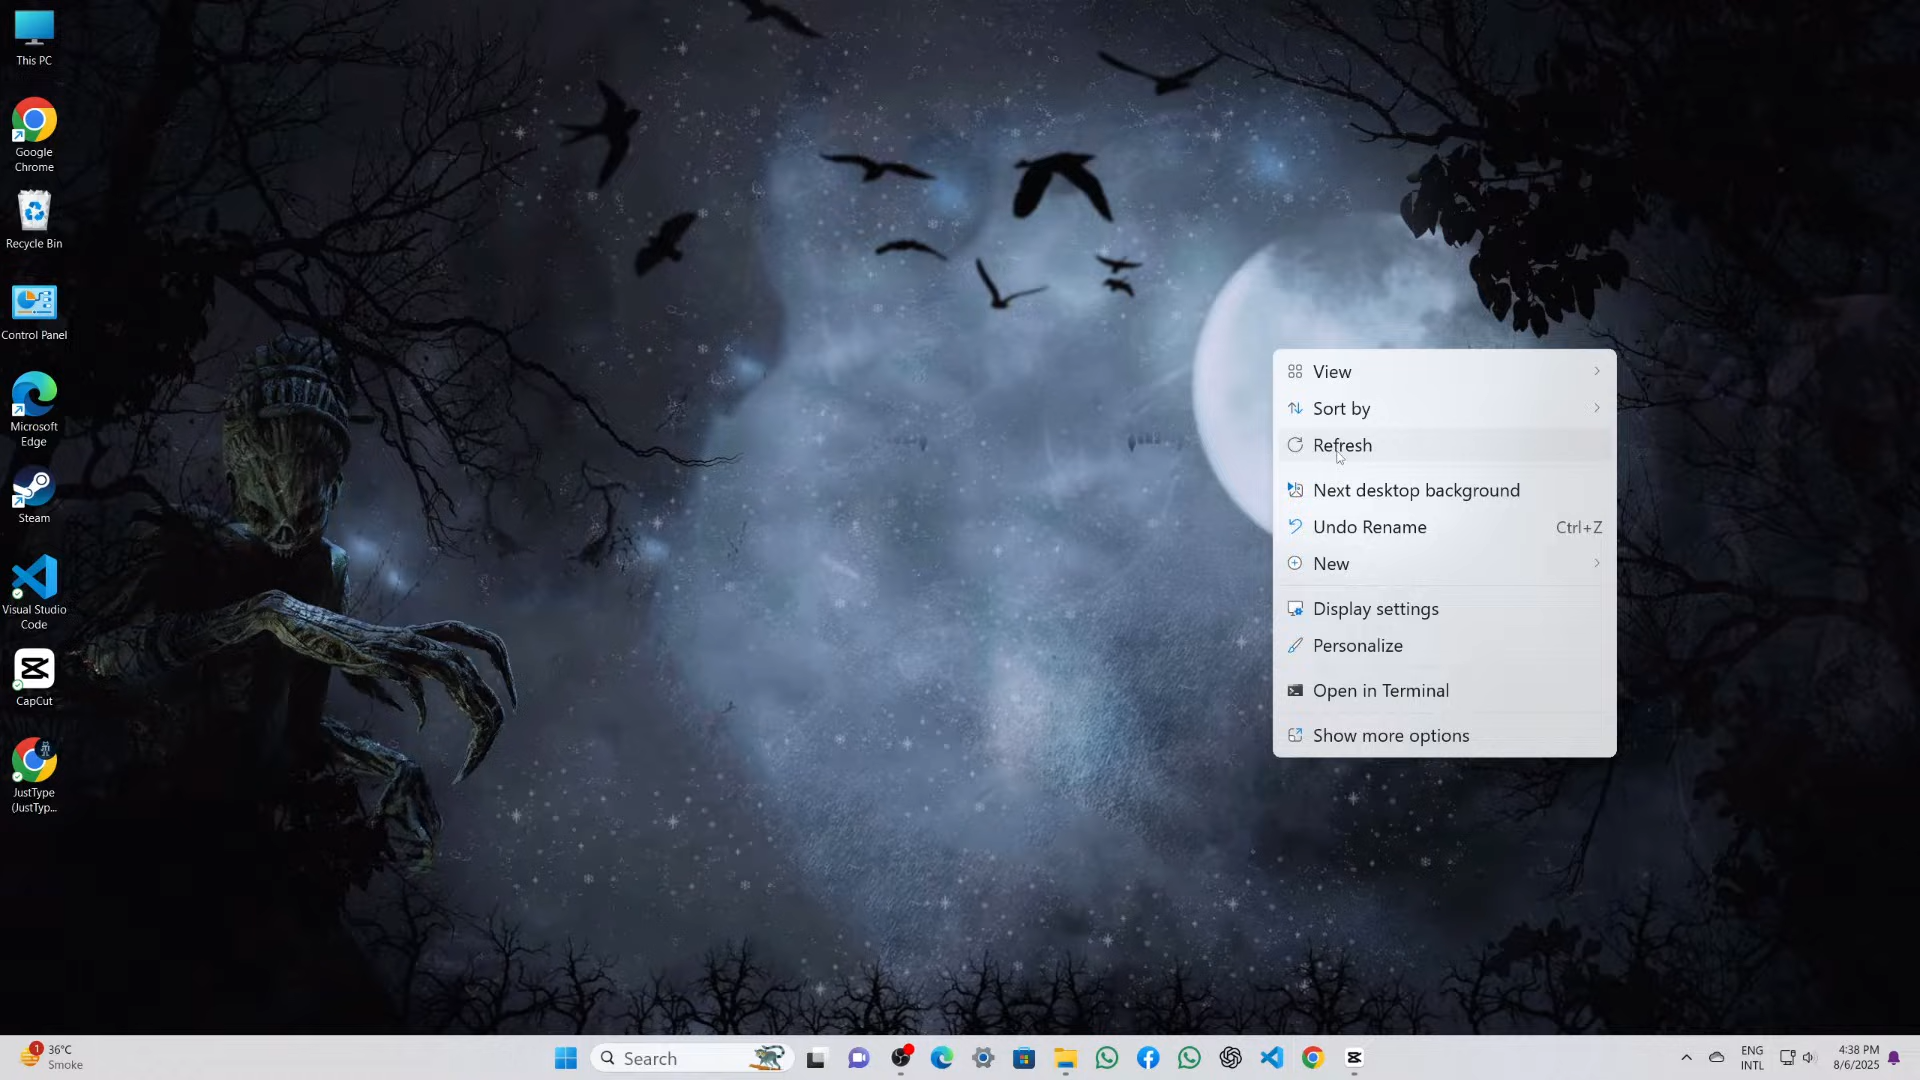 This PC
Google
Chrome
Recycle Bin
Control Panel
Microsoft
Edge
Steam
Visual Studio
Code
CapCut
JustType
(JustTyp...
View
Sort by
Refresh
Next desktop background
Undo Rename Ctrl+Z
New
Display settings
Personalize
Open in Terminal
Show more options
1
36°C
Smoke
Search
ENG
INTL
4:38 PM
8/6/2025